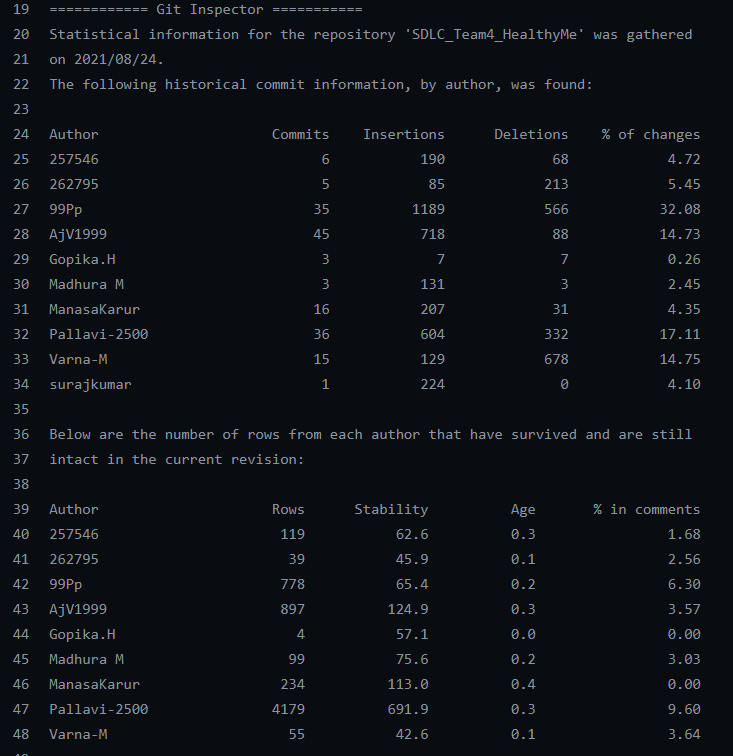 19 ============ Git Inspector ===========
20 Statistical information for the repository 'SDLC_Team4_HealthyMe' was gathered
21 on 2021/08/24.
22 The following historical commit information, by author, was found:
23
24 Author Commits Insertions Deletions % of changes
25 257546 6 190 68 4.72
26 262795 5 85 213 5.45
27 99Pp 35 1189 566 32.08
28 AjV1999 45 718 88 14.73
29 Gopika.H 3 7 7 0.26
30 Madhura M 3 131 3 2.45
31 ManasaKarur 16 207 31 4.35
32 Pallavi-2500 36 604 332 17.11
33 Varna-M 15 129 678 14.75
34 surajkumar 1 224 0 4.10
35
36 Below are the number of rows from each author that have survived and are still
37 intact in the current revision:
38
39 Author Rows Stability Age % in comments
40 257546 119 62.6 0.3 1.68
41 262795 39 45.9 0.1 2.56
42 99Pp 778 65.4 0.2 6.30
43 AjV1999 897 124.9 0.3 3.57
44 Gopika.H 4 57.1 0.0 0.00
45 Madhura M 99 75.6 0.2 3.03
46 ManasaKarur 234 113.0 0.4 0.00
47 Pallavi-2500 4179 691.9 0.3 9.60
48 Varna-M 55 42.6 0.1 3.64